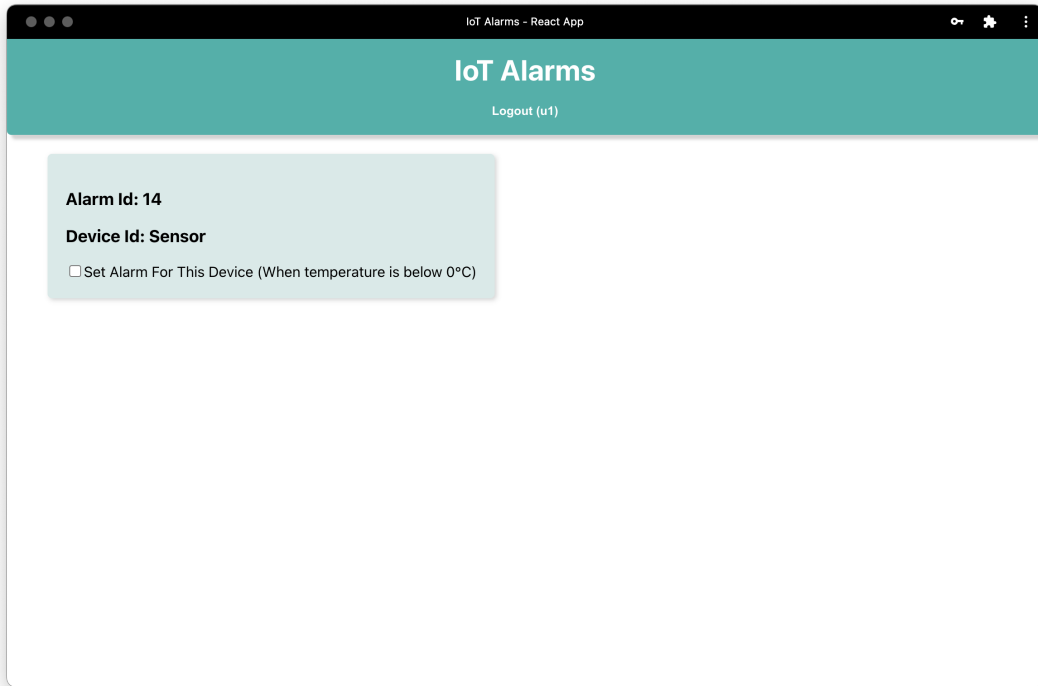 IoT Alarms - React App
IoT Alarms
Logout (u1)
Alarm Id: 14
Device Id: Sensor
Set Alarm For This Device (When temperature is below 0°C)